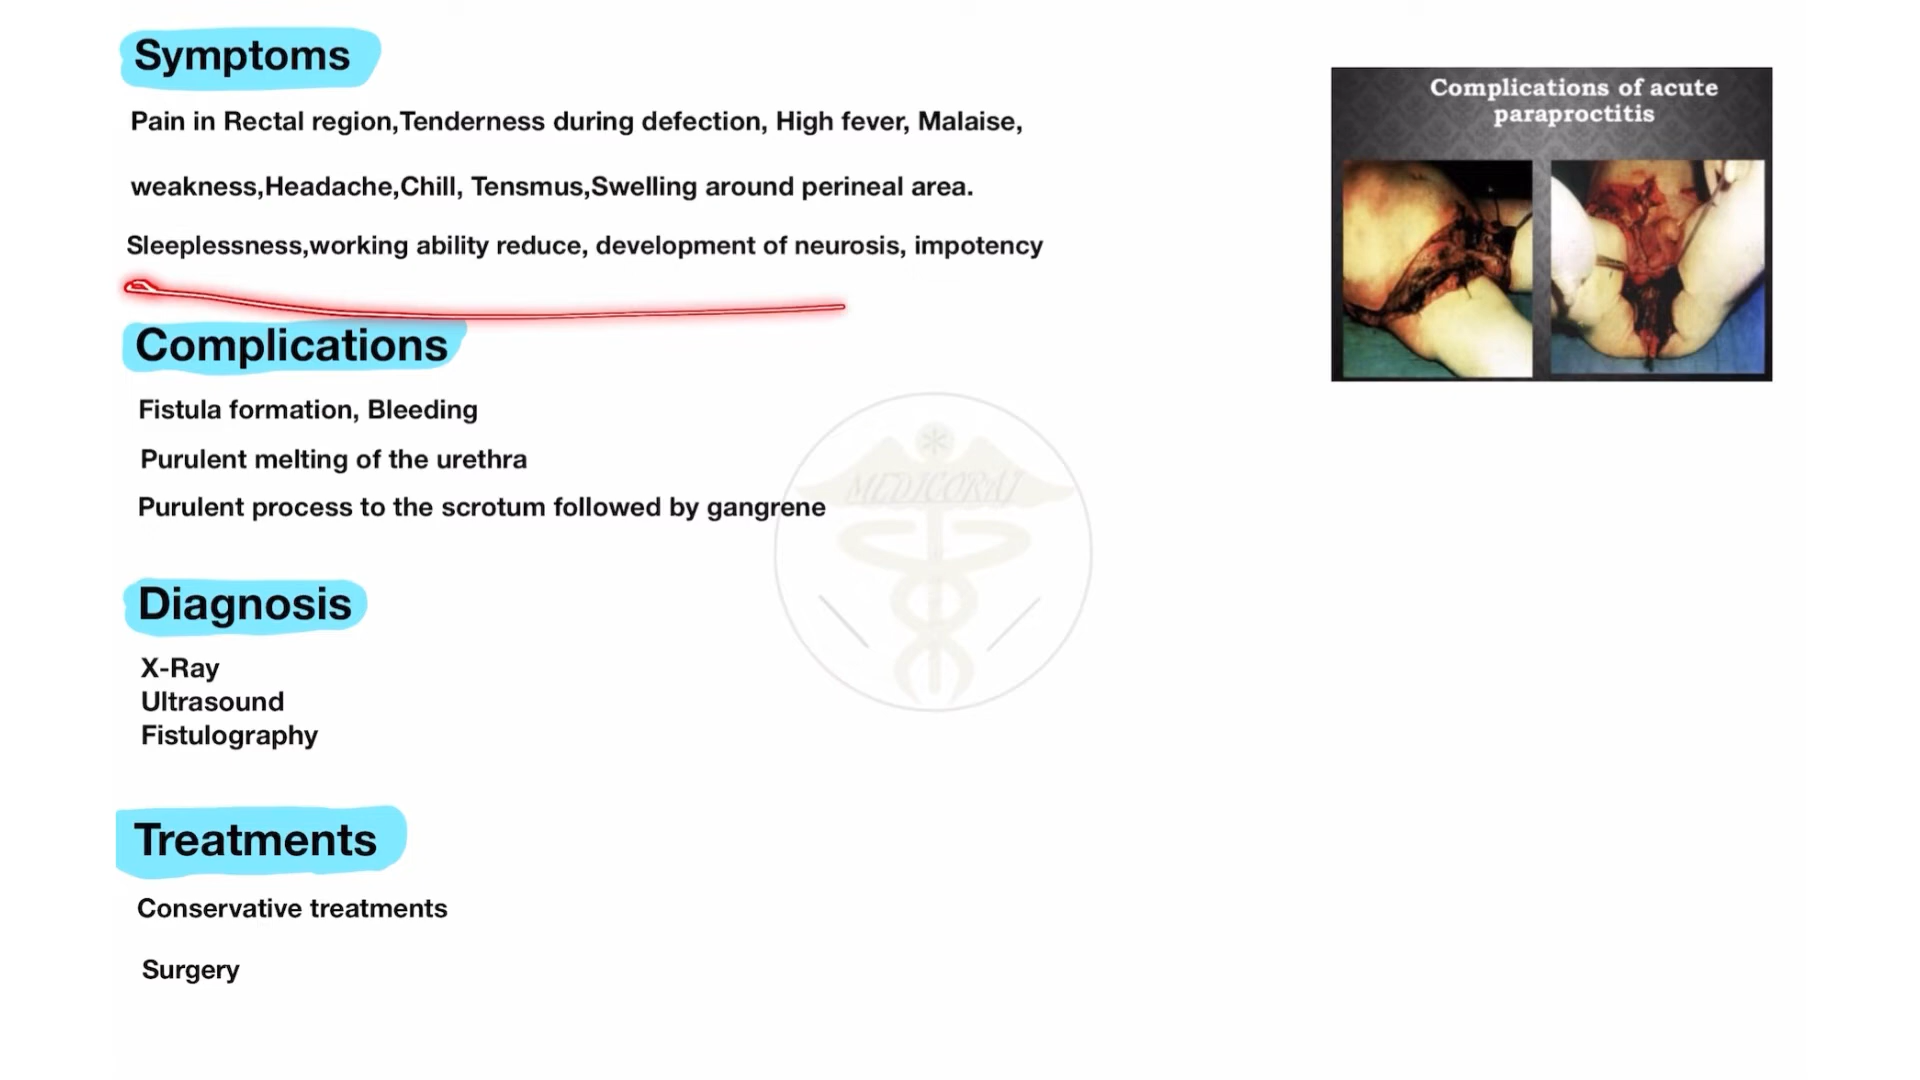 Symptoms
Pain in Rectal region,Tenderness during defection, High fever, Malaise,
weakness,Headache,Chill, Tensmus,Swelling around perineal area.
Sleeplessness,working ability reduce, development of neurosis, impotency
Complications
Fistula formation, Bleeding
Purulent melting of the urethra
Purulent process to the scrotum followed by gangrene
Diagnosis
X-Ray
Ultrasound
Fistulography
Treatments
Conservative treatments
Surgery
Complications of acute
paraproctitis
MEDICORAI